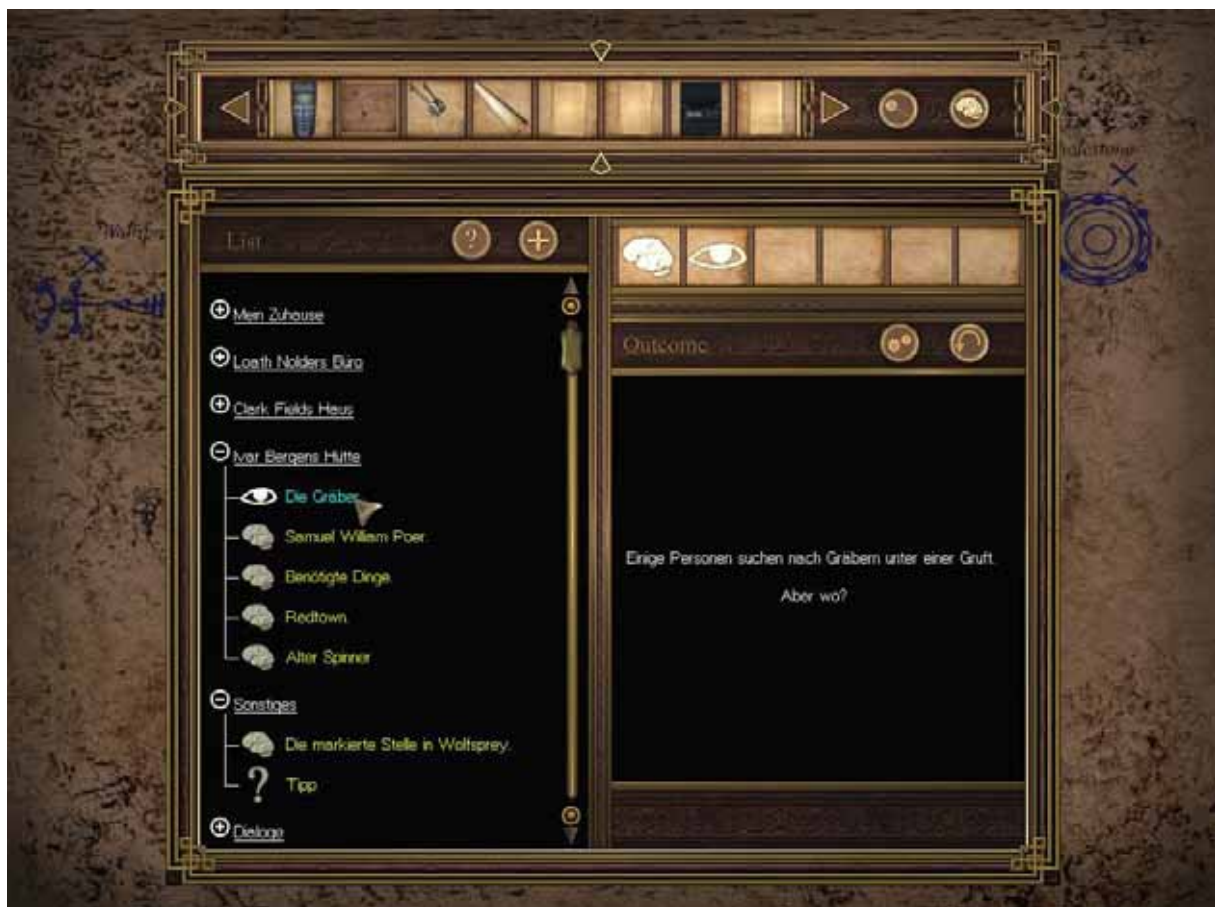 List
Mein Zuhause
Loath Nolders Büro
Clark Fields Haus
Ivar Bergens Hütte
Die Gräber
Samuel William Poer.
Benötigte Dinge.
Redtown
Alter Spinner
Sonstiges
Die markierte Stelle in Wolfsprey.
Tipp
Dialoge
Outcome
Einige Personen suchen nach Gräbern unter einer Gruft.
Aber wo?